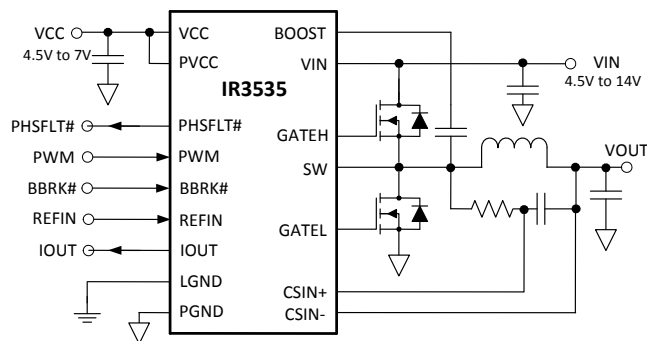 VCC
4.5V to 7V
PHSFLT#
PWM
BBRK#
REFIN
IOUT
VCC
PVCC
IR3535
PHSFLT#
PWM
BBRK#
REFIN
IOUT
LGND
PGND
BOOST
VIN
GATEH
SW
GATEL
CSIN+
CSIN-
VIN
4.5V to 14V
VOUT